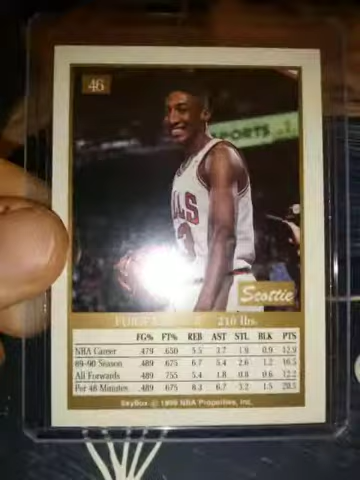 46
SPORTS
LLS
Scottie
210 lbs.
FG% FT% REB AST STL BLK PTS
NBA Career .479 .650 5.5 3.7 1.8 0.9 12.9
89-90 Season .489 .675 6.7 5.4 2.6 1.2 16.5
All Forwards .489 .755 5.4 1.8 0.8 0.6 12.2
Per 48 Minutes .489 .675 8.3 6.7 3.2 1.5 20.5
SkyBox © 1990 NBA Properties, Inc.